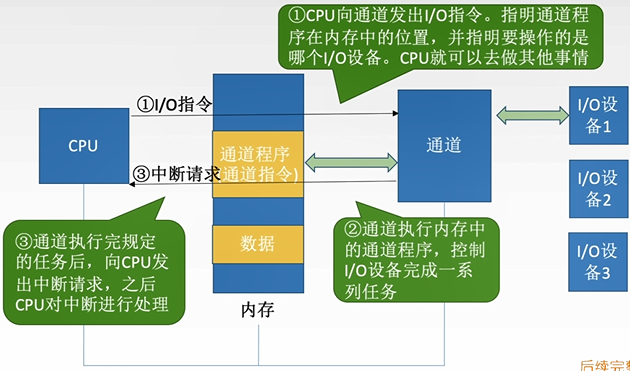 ①CPU向通道发出I/O指令。指明通道程
序在内存中的位置，并指明要操作的是
哪个I/O设备。CPU就可以去做其他事情
①I/O指令
CPU
通道程序
(通道指令)
③中断请求
通道
I/O设
备1
I/O设
备2
I/O设
备3
数据
内存
③通道执行完规定
的任务后，向CPU发
出中断请求，之后
CPU对中断进行处理
②通道执行内存中
的通道程序，控制
I/O设备完成一系
列任务
后续完